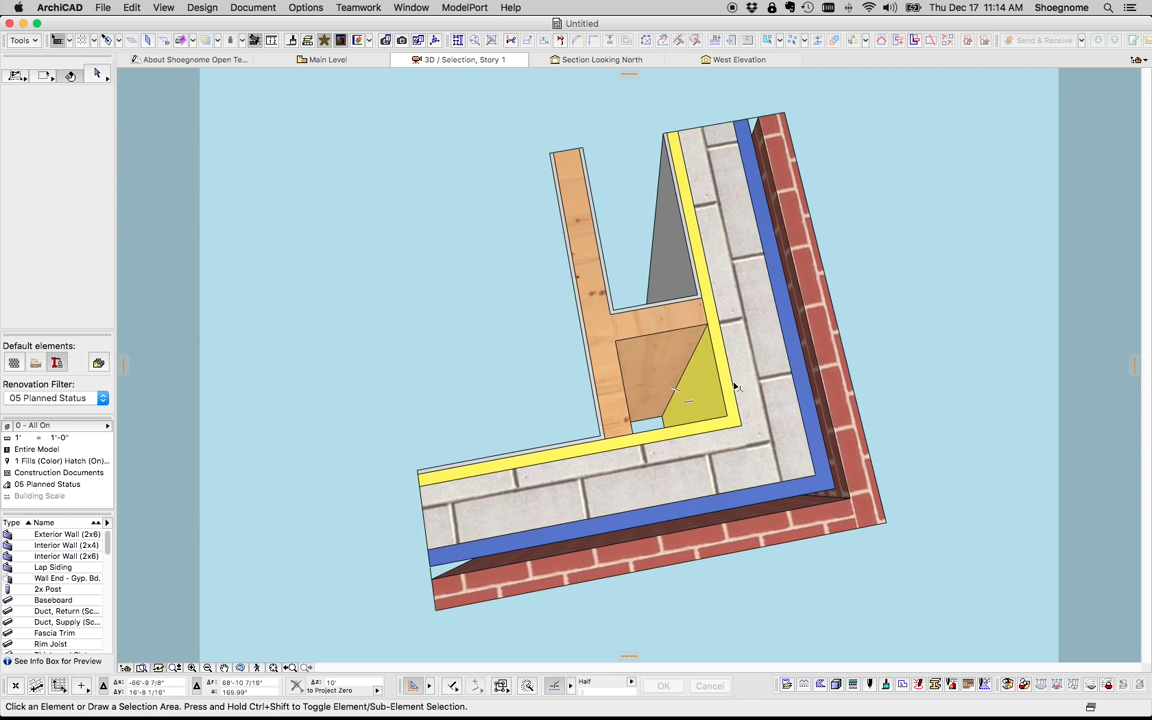 ArchiCAD File Edit View Design Document Options Teamwork Window ModelPort Help Thu Dec 17 11:14 AM Shoegnome
Untitled
Tools Send & Receive
About Shoegnome Open Te... Main Level 3D / Selection, Story 1 Section Looking North West Elevation
Default elements:
Renovation Filter:
05 Planned Status
0 - All On
1' = 1'-0"
Entire Model
1 Fills (Color) Hatch (On)...
Construction Documents
05 Planned Status
Building Scale
Type Name
Exterior Wall (2x6)
Interior Wall (2x4)
Interior Wall (2x6)
Lap Siding
Wall End - Gyp. Bd.
2x Post
Baseboard
Duct, Return (Sc...
Duct, Supply (Sc...
Fascia Trim
Rim Joist
See Info Box for Preview
Δx: -66'-9 7/8" Δr: 68'-10 7/16" Δz: 10' Half OK Cancel
Δy: 16'-8 1/16" a: 165.99° to Project Zero
Click an Element or Draw a Selection Area. Press and Hold Ctrl+Shift to Toggle Element/Sub-Element Selection.